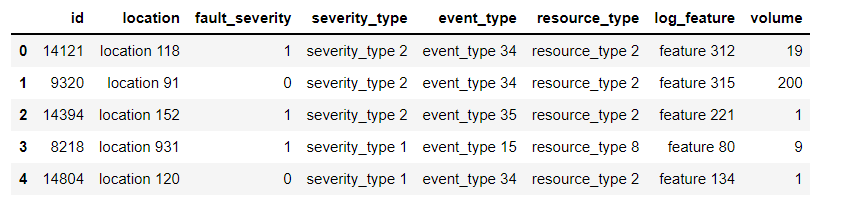 id location fault_severity severity_type event_type resource_type log_feature volume
0 14121 location 118 1 severity_type 2 event_type 34 resource_type 2 feature 312 19
1 9320 location 91 0 severity_type 2 event_type 34 resource_type 2 feature 315 200
2 14394 location 152 1 severity_type 2 event_type 35 resource_type 2 feature 221 1
3 8218 location 931 1 severity_type 1 event_type 15 resource_type 8 feature 80 9
4 14804 location 120 0 severity_type 1 event_type 34 resource_type 2 feature 134 1